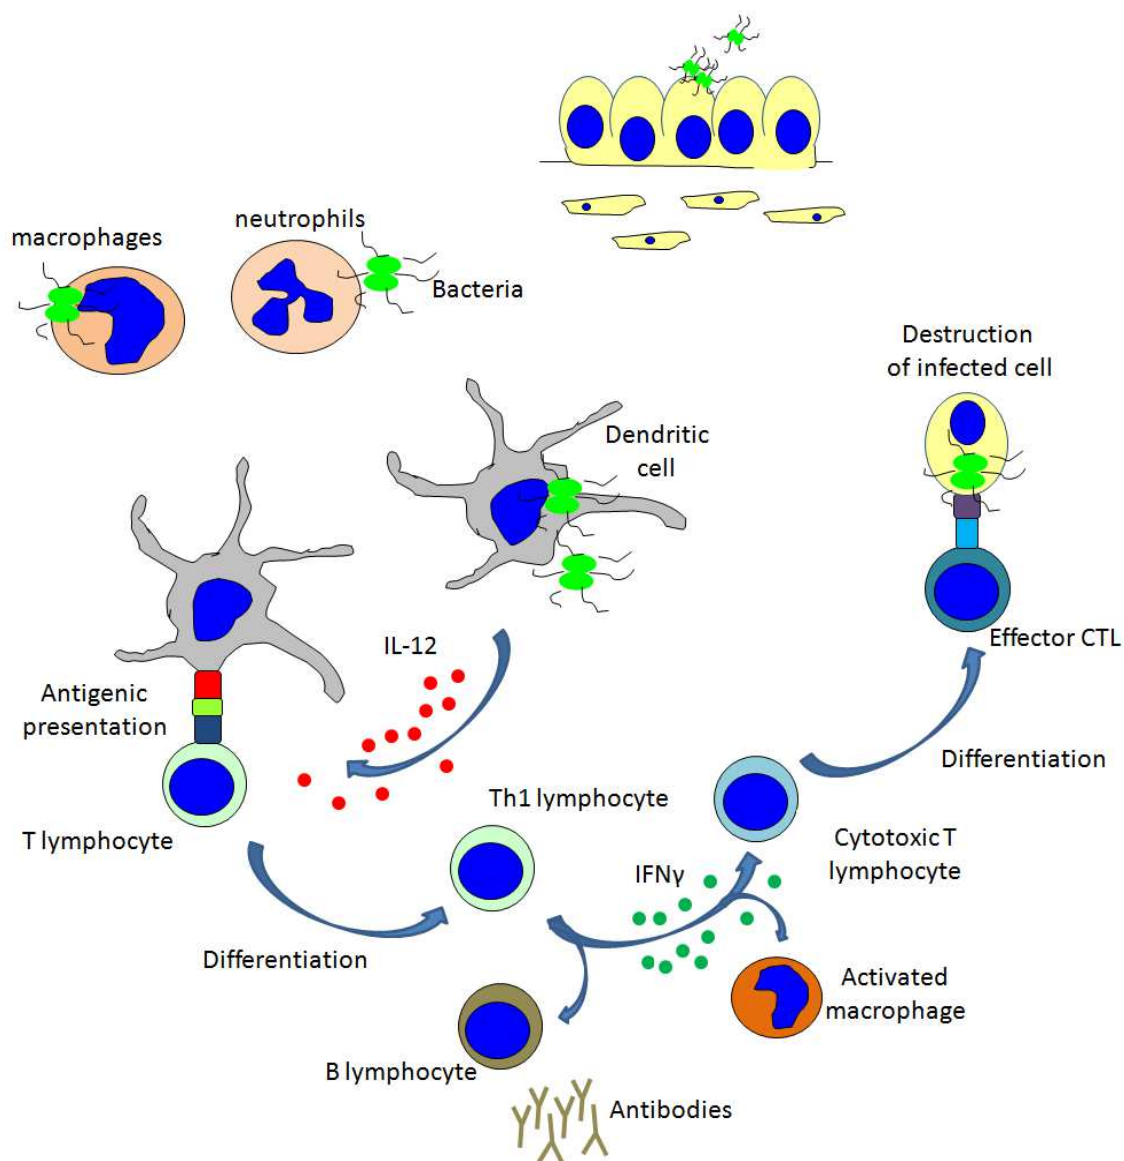 neutrophils
macrophages
Bacteria
Destruction
of infected cell
Dendritic
cell
IL-12
Effector CTL
Antigenic
presentation
Differentiation
Th1 lymphocyte
T lymphocyte
Cytotoxic T
lymphocyte
IFNγ
Differentiation
Activated
macrophage
B lymphocyte
Antibodies